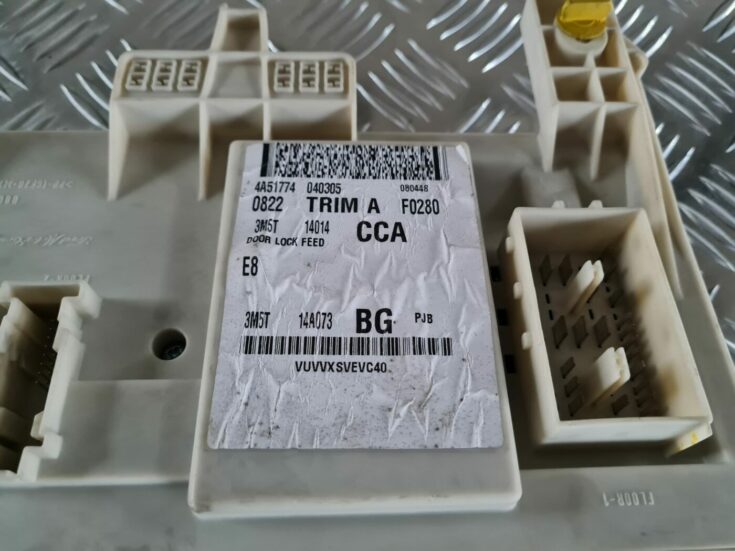 4A51774 040305 080448
0822 TRIM A F0280
3M5T 14014 CCA
DOOR LOCK FEED
E8
3M5T 14A073 BG PJB
VUVVXSVEVC40
FLOOR-1